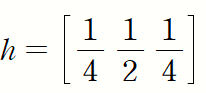 h = [ 1/4 1/2 1/4 ]